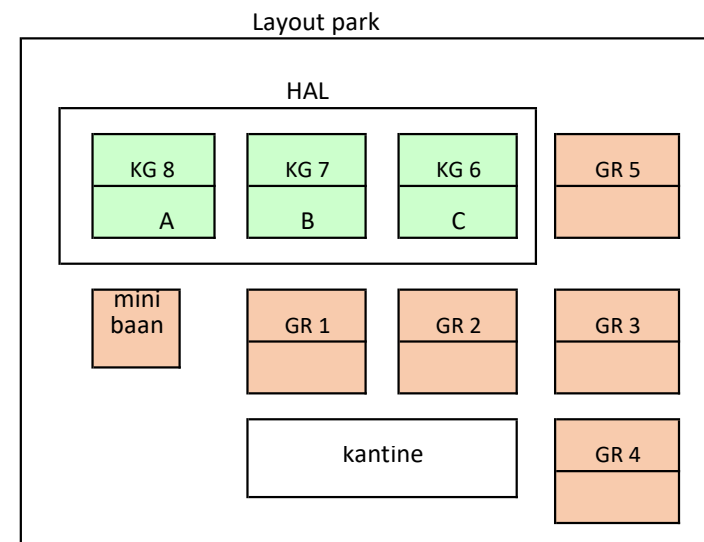 Layout park
HAL
KG 8
KG 7
KG 6
GR 5
A
B
C
mini
baan
GR 1
GR 2
GR 3
kantine
GR 4